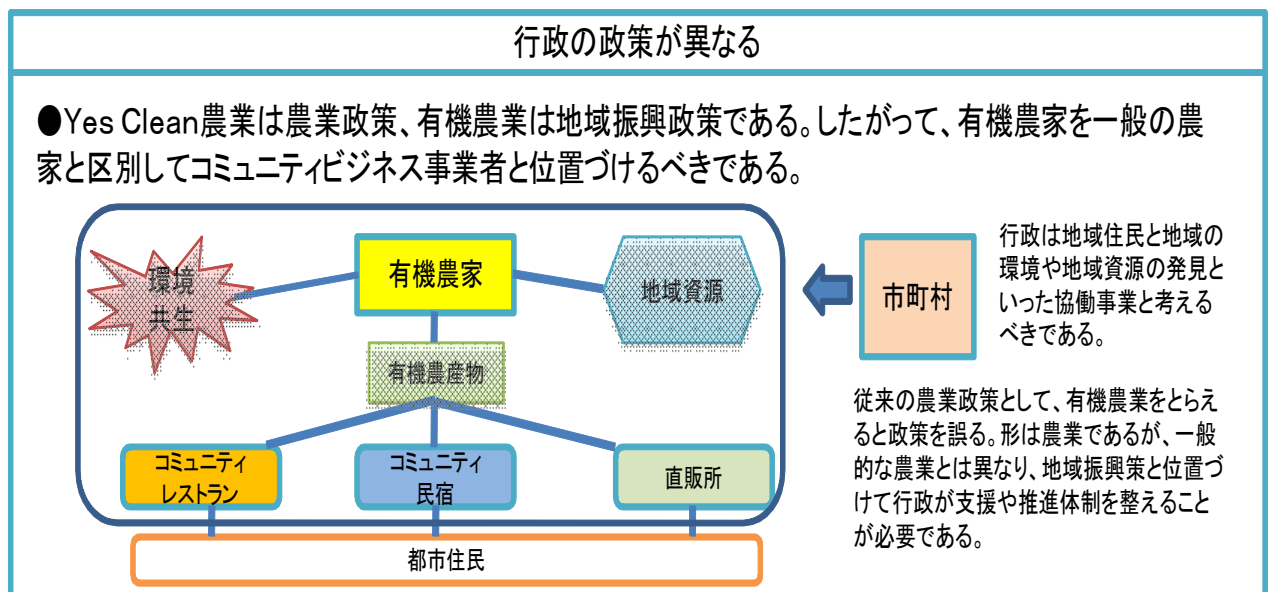 行政の政策が異なる
●Yes Clean農業は農業政策、有機農業は地域振興政策である。したがって、有機農家を一般の農
家と区別してコミュニティビジネス事業者と位置づけるべきである。
環境
共生
有機農家
地域資源
有機農産物
コミュニティ
レストラン
コミュニティ
民宿
直販所
都市住民
市町村
行政は地域住民と地域の
環境や地域資源の発見と
いった協働事業と考える
べきである。
従来の農業政策として、有機農業をとらえ
ると政策を誤る。形は農業であるが、一般
的な農業とは異なり、地域振興策と位置づ
けて行政が支援や推進体制を整えること
が必要である。